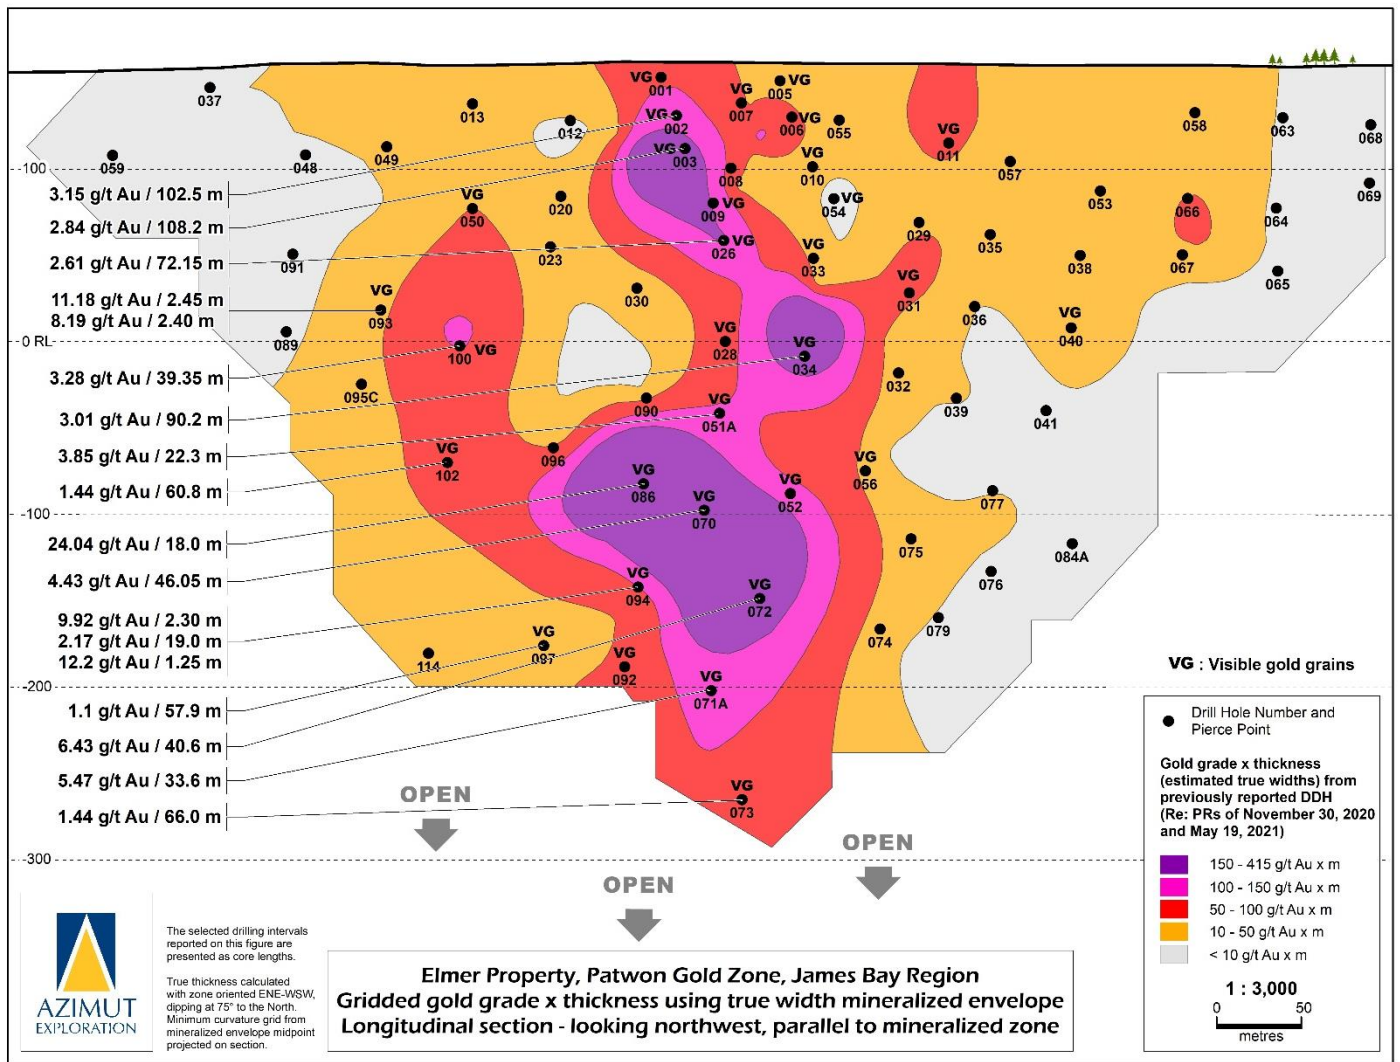 037
013
012
VG
001
VG
002
VG
003
VG
007
VG
005
VG
006
055
VG
011
058
063
068
059
048
049
100
008
010
057
069
3.15 g/t Au / 102.5 m
VG
050
020
009
VG
054
VG
053
066
064
2.84 g/t Au / 108.2 m
029
091
023
026
VG
033
035
038
067
065
2.61 g/t Au / 72.15 m
11.18 g/t Au / 2.45 m
8.19 g/t Au / 2.40 m
VG
093
030
VG
031
036
VG
040
0 RL
089
100
VG
028
VG
034
3.28 g/t Au / 39.35 m
095C
032
3.01 g/t Au / 90.2 m
090
VG
051A
039
041
3.85 g/t Au / 22.3 m
1.44 g/t Au / 60.8 m
VG
102
096
VG
086
VG
070
052
VG
VG
056
077
-100
24.04 g/t Au / 18.0 m
4.43 g/t Au / 46.05 m
075
076
084A
9.92 g/t Au / 2.30 m
2.17 g/t Au / 19.0 m
12.2 g/t Au / 1.25 m
VG
094
VG
072
074
079
114
VG
097
VG
092
VG
071A
-200
1.1 g/t Au / 57.9 m
6.43 g/t Au / 40.6 m
5.47 g/t Au / 33.6 m
1.44 g/t Au / 66.0 m
VG
073
OPEN
OPEN
OPEN
-300
VG : Visible gold grains
Drill Hole Number and
Pierce Point
Gold grade x thickness
(estimated true widths) from
previously reported DDH
(Re: PRs of November 30, 2020
and May 19, 2021)
150 - 415 g/t Au x m
100 - 150 g/t Au x m
50 - 100 g/t Au x m
10 - 50 g/t Au x m
< 10 g/t Au x m
1 : 3,000
0 50
metres
AZIMUT
EXPLORATION
The selected drilling intervals
reported on this figure are
presented as core lengths.
True thickness calculated
with zone oriented ENE-WSW,
dipping at 75° to the North.
Minimum curvature grid from
mineralized envelope midpoint
projected on section.
Elmer Property, Patwon Gold Zone, James Bay Region
Gridded gold grade x thickness using true width mineralized envelope
Longitudinal section - looking northwest, parallel to mineralized zone